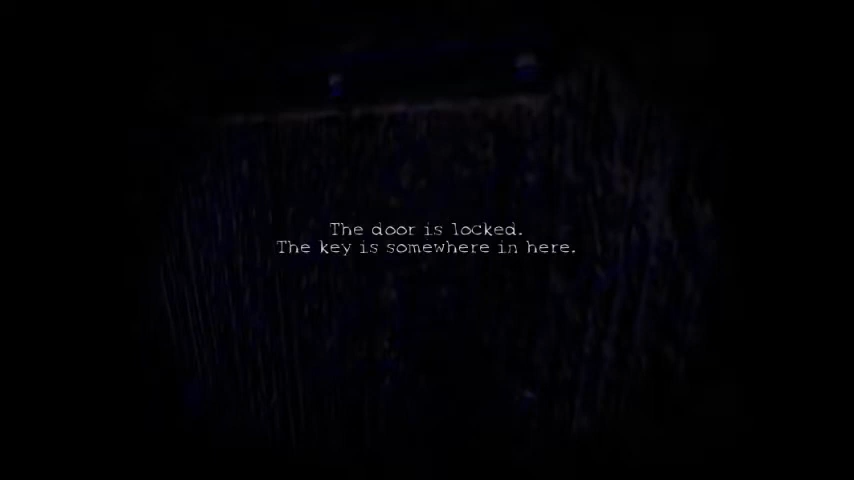 The door is locked.
The key is somewhere in here.